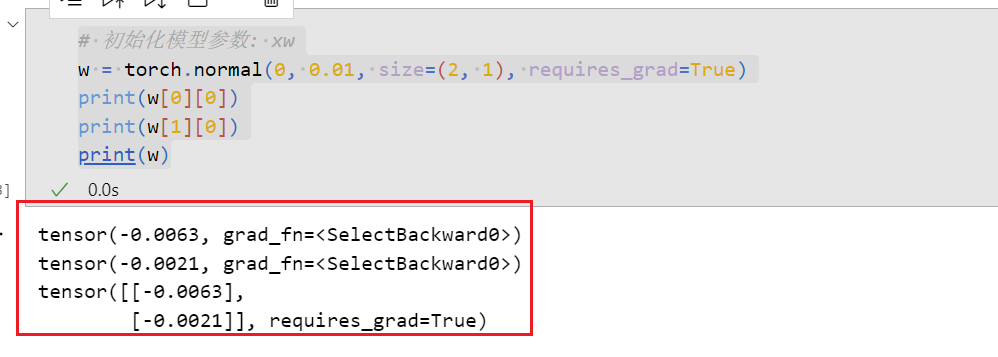 # 初始化模型参数: xw
w = torch.normal(0, 0.01, size=(2, 1), requires_grad=True)
print(w[0][0])
print(w[1][0])
print(w)
0.0s
tensor(-0.0063, grad_fn=<SelectBackward0>)
tensor(-0.0021, grad_fn=<SelectBackward0>)
tensor([[-0.0063],
        [-0.0021]], requires_grad=True)